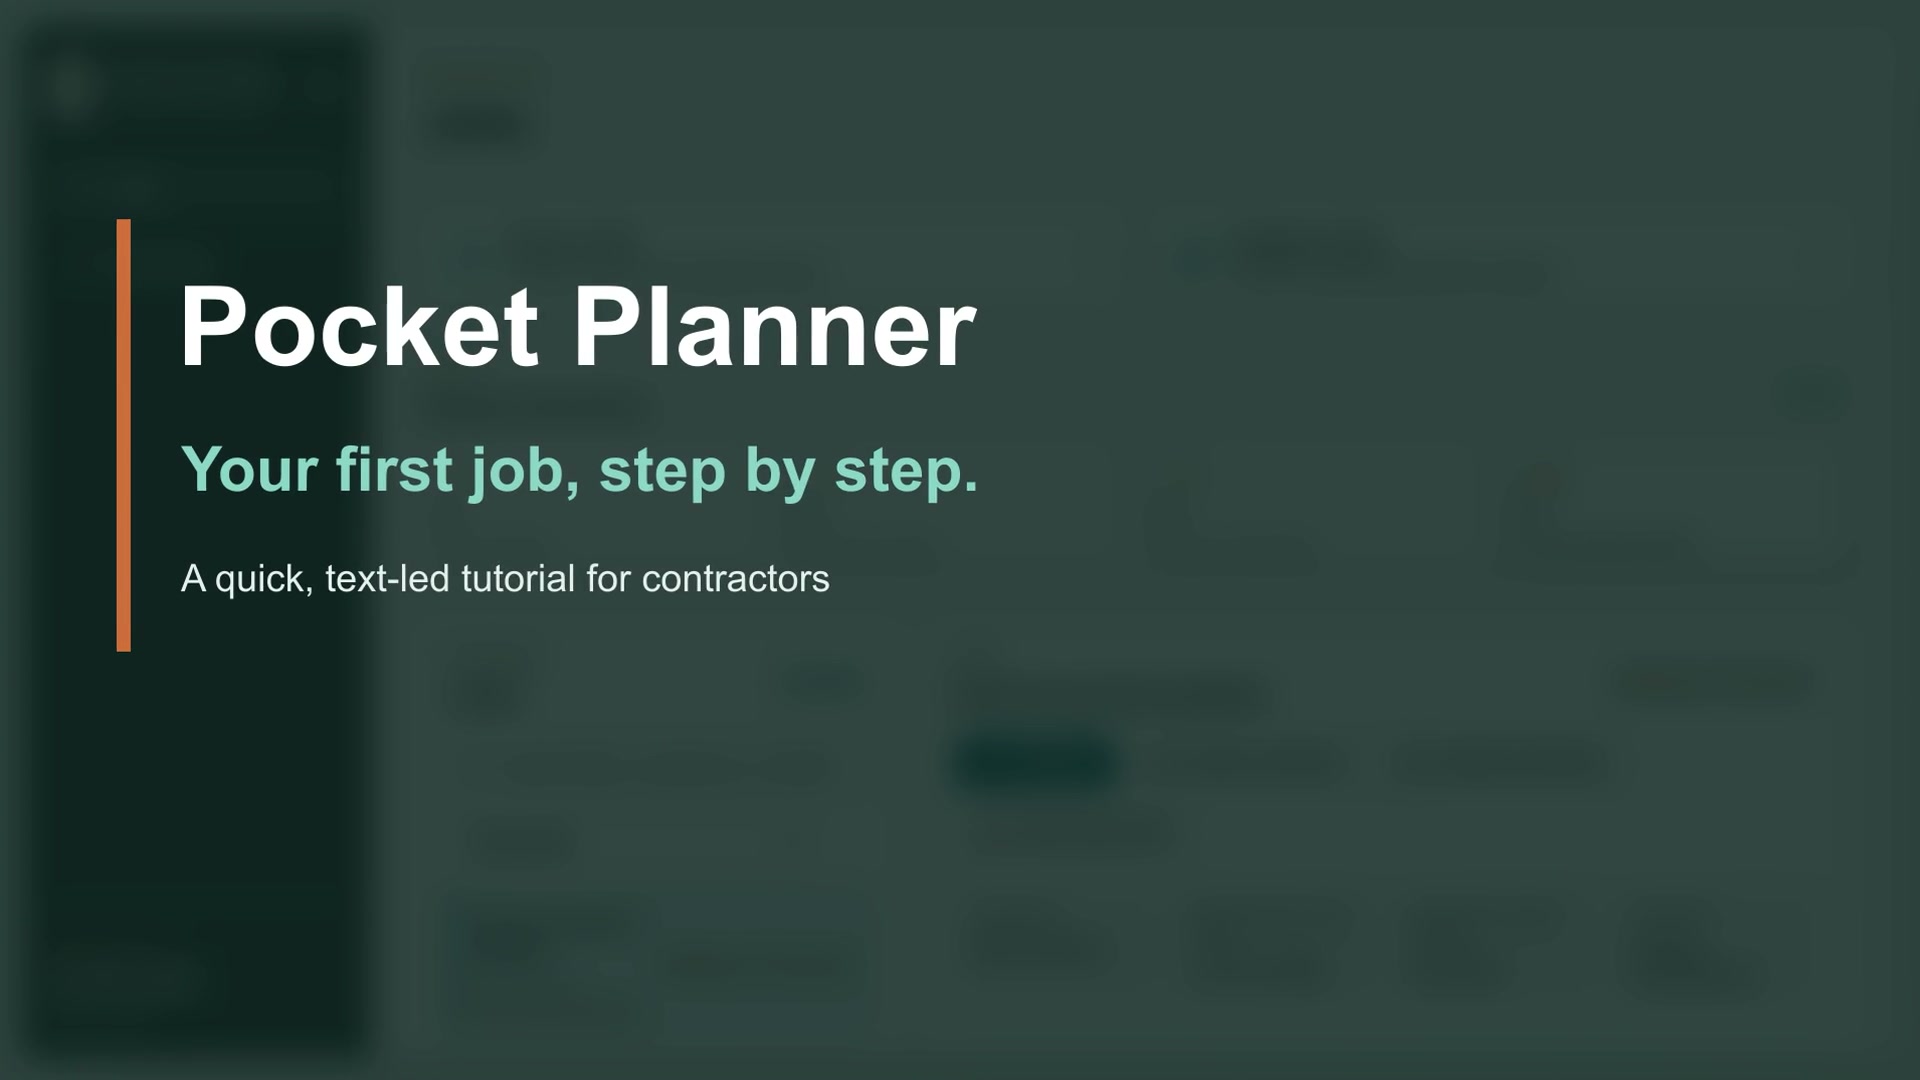 Pocket Planner
Your first job, step by step.
A quick, text-led tutorial for contractors